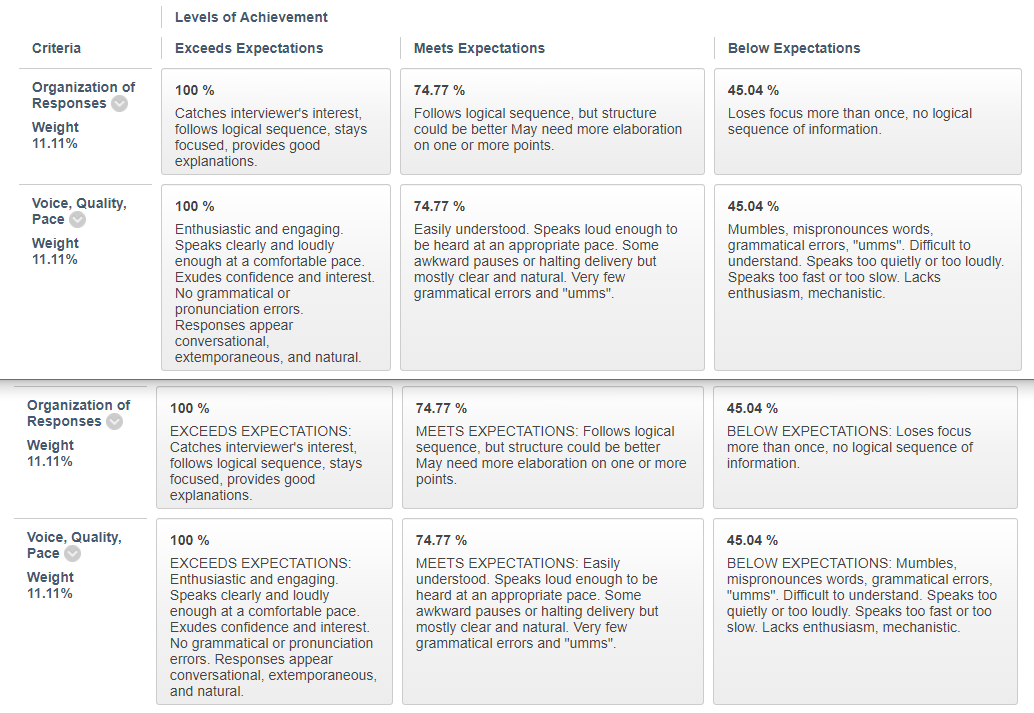 Levels of Achievement
Criteria
Exceeds Expectations
Meets Expectations
Below Expectations
Organization of
Responses
Weight
11.11%
100 %
Catches interviewer's interest,
follows logical sequence, stays
focused, provides good
explanations.
74.77 %
Follows logical sequence, but structure
could be better May need more elaboration
on one or more points.
45.04 %
Loses focus more than once, no logical
sequence of information.
Voice, Quality,
Pace
Weight
11.11%
100 %
Enthusiastic and engaging.
Speaks clearly and loudly
enough at a comfortable pace.
Exudes confidence and interest.
No grammatical or
pronunciation errors.
Responses appear
conversational,
extemporaneous, and natural.
74.77 %
Easily understood. Speaks loud enough to
be heard at an appropriate pace. Some
awkward pauses or halting delivery but
mostly clear and natural. Very few
grammatical errors and "umms".
45.04 %
Mumbles, mispronounces words,
grammatical errors, "umms". Difficult to
understand. Speaks too quietly or too loudly.
Speaks too fast or too slow. Lacks
enthusiasm, mechanistic.
Organization of
Responses
Weight
11.11%
100 %
EXCEEDS EXPECTATIONS:
Catches interviewer's interest,
follows logical sequence, stays
focused, provides good
explanations.
74.77 %
MEETS EXPECTATIONS: Follows logical
sequence, but structure could be better
May need more elaboration on one or more
points.
45.04 %
BELOW EXPECTATIONS: Loses focus
more than once, no logical sequence of
information.
Voice, Quality,
Pace
Weight
11.11%
100 %
EXCEEDS EXPECTATIONS:
Enthusiastic and engaging.
Speaks clearly and loudly
enough at a comfortable pace.
Exudes confidence and interest.
No grammatical or pronunciation
errors. Responses appear
conversational, extemporaneous,
and natural.
74.77 %
MEETS EXPECTATIONS: Easily
understood. Speaks loud enough to be
heard at an appropriate pace. Some
awkward pauses or halting delivery but
mostly clear and natural. Very few
grammatical errors and "umms".
45.04 %
BELOW EXPECTATIONS: Mumbles,
mispronounces words, grammatical errors,
"umms". Difficult to understand. Speaks too
quietly or too loudly. Speaks too fast or too
slow. Lacks enthusiasm, mechanistic.